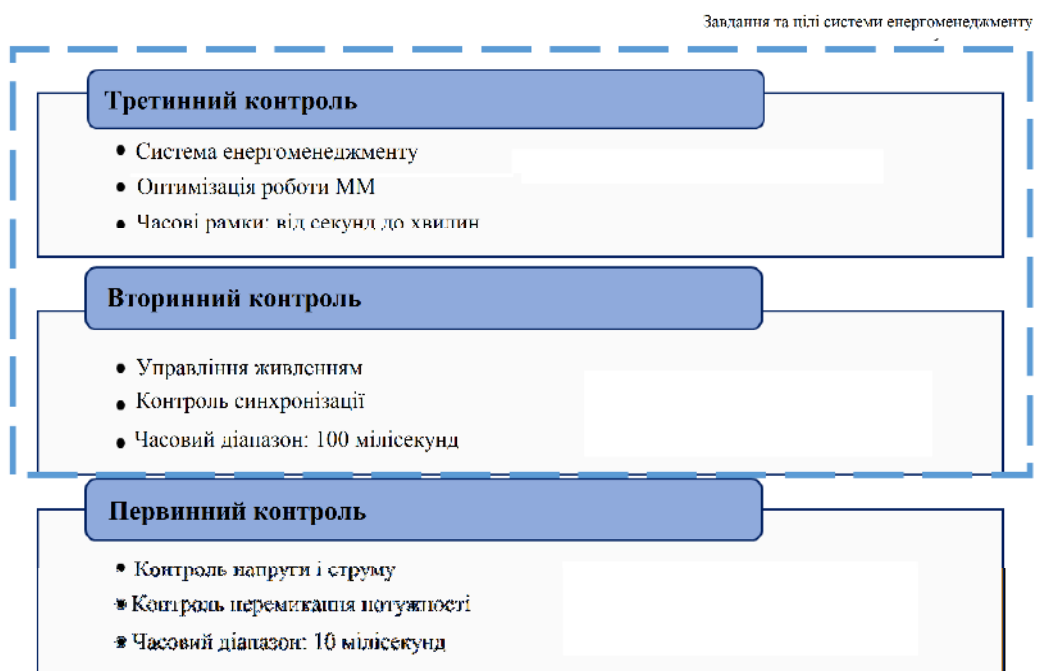 Завдання та цілі системи енергоменеджменту
Третинний контроль
• Система енергоменеджменту
• Оптимізація роботи ММ
• Часові рамки: від секунд до хвилин
Вторинний контроль
• Управління живленням
• Контроль синхронізації
• Часовий діапазон: 100 мілісекунд
Первинний контроль
• Контроль напруги і струму
• Контроль перемикання потужності
• Часовий діапазон: 10 мілісекунд